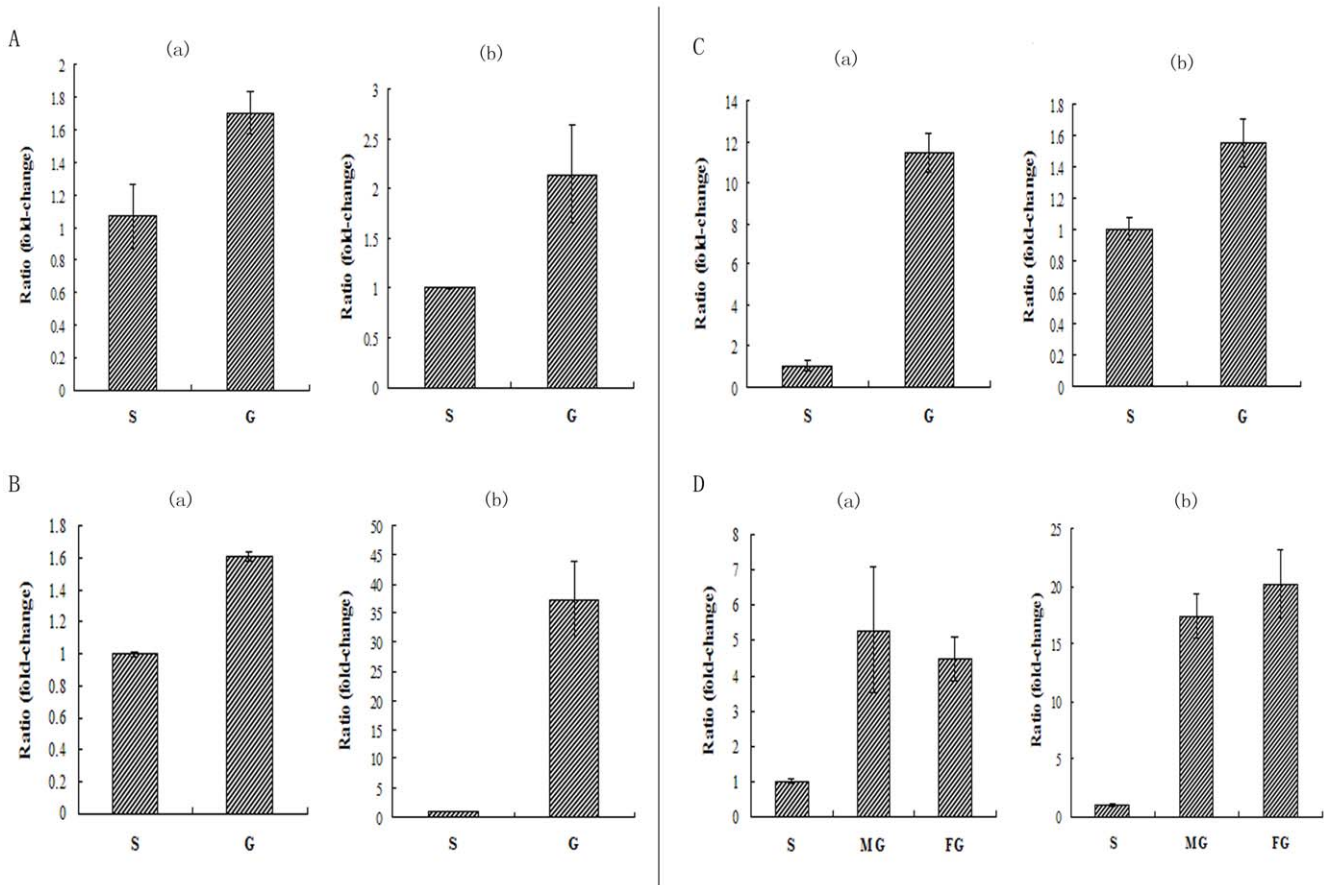 A
(a)
Ratio (fold-change)
2
1.8
1.6
1.4
1.2
1
0.8
0.6
0.4
0.2
0
S G
(b)
Ratio (fold-change)
3
2.5
2
1.5
1
0.5
0
S G
B
(a)
Ratio (fold-change)
1.8
1.6
1.4
1.2
1
0.8
0.6
0.4
0.2
0
S G
(b)
Ratio (fold-change)
50
45
40
35
30
25
20
15
10
5
0
S G
C
(a)
Ratio (fold-change)
14
12
10
8
6
4
2
0
S G
(b)
Ratio (fold-change)
1.8
1.6
1.4
1.2
1
0.8
0.6
0.4
0.2
0
S G
D
(a)
Ratio (fold-change)
8
7
6
5
4
3
2
1
0
S MG FG
(b)
Ratio (fold-change)
25
20
15
10
5
0
S MG FG